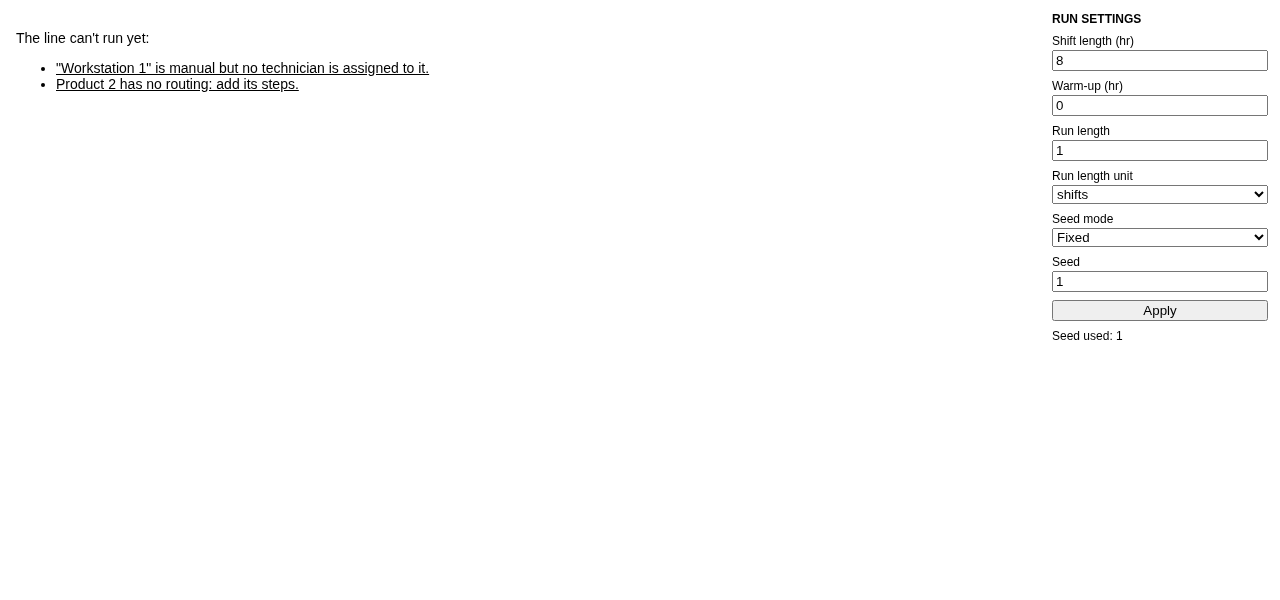 The line can't run yet:
"Workstation 1" is manual but no technician is assigned to it.
Product 2 has no routing: add its steps.
RUN SETTINGS
Shift length (hr)
8
Warm-up (hr)
0
Run length
1
Run length unit
shifts
Seed mode
Fixed
Seed
1
Apply
Seed used: 1